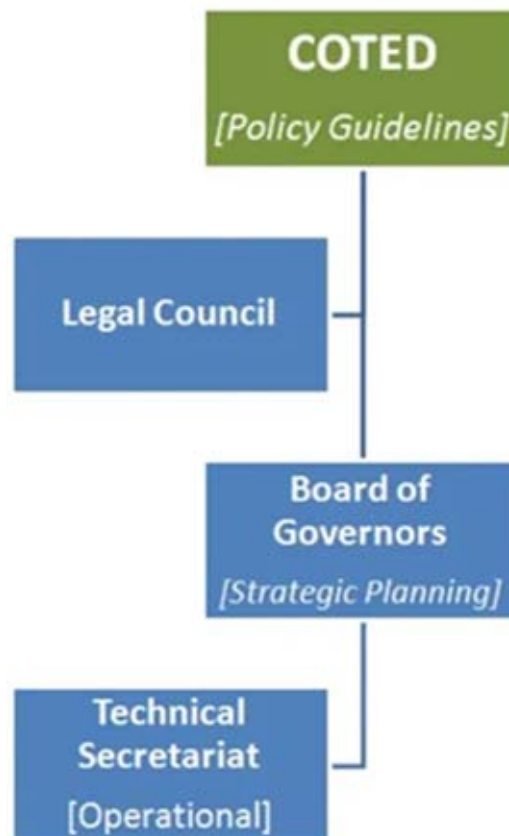 COTED
[Policy Guidelines]
Legal Council
Board of
Governors
[Strategic Planning]
Technical
Secretariat
[Operational]